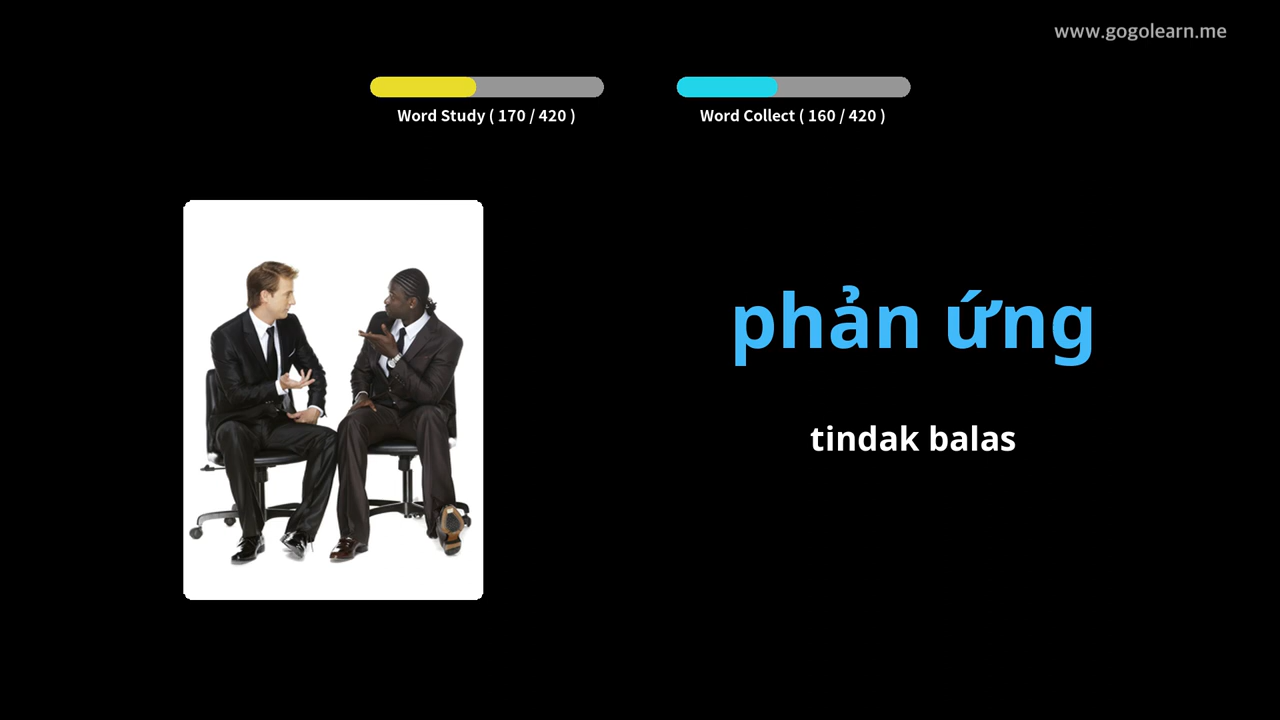 www.gogolearn.me
Word Study ( 170 / 420 )
Word Collect ( 160 / 420 )
phản ứng
tindak balas